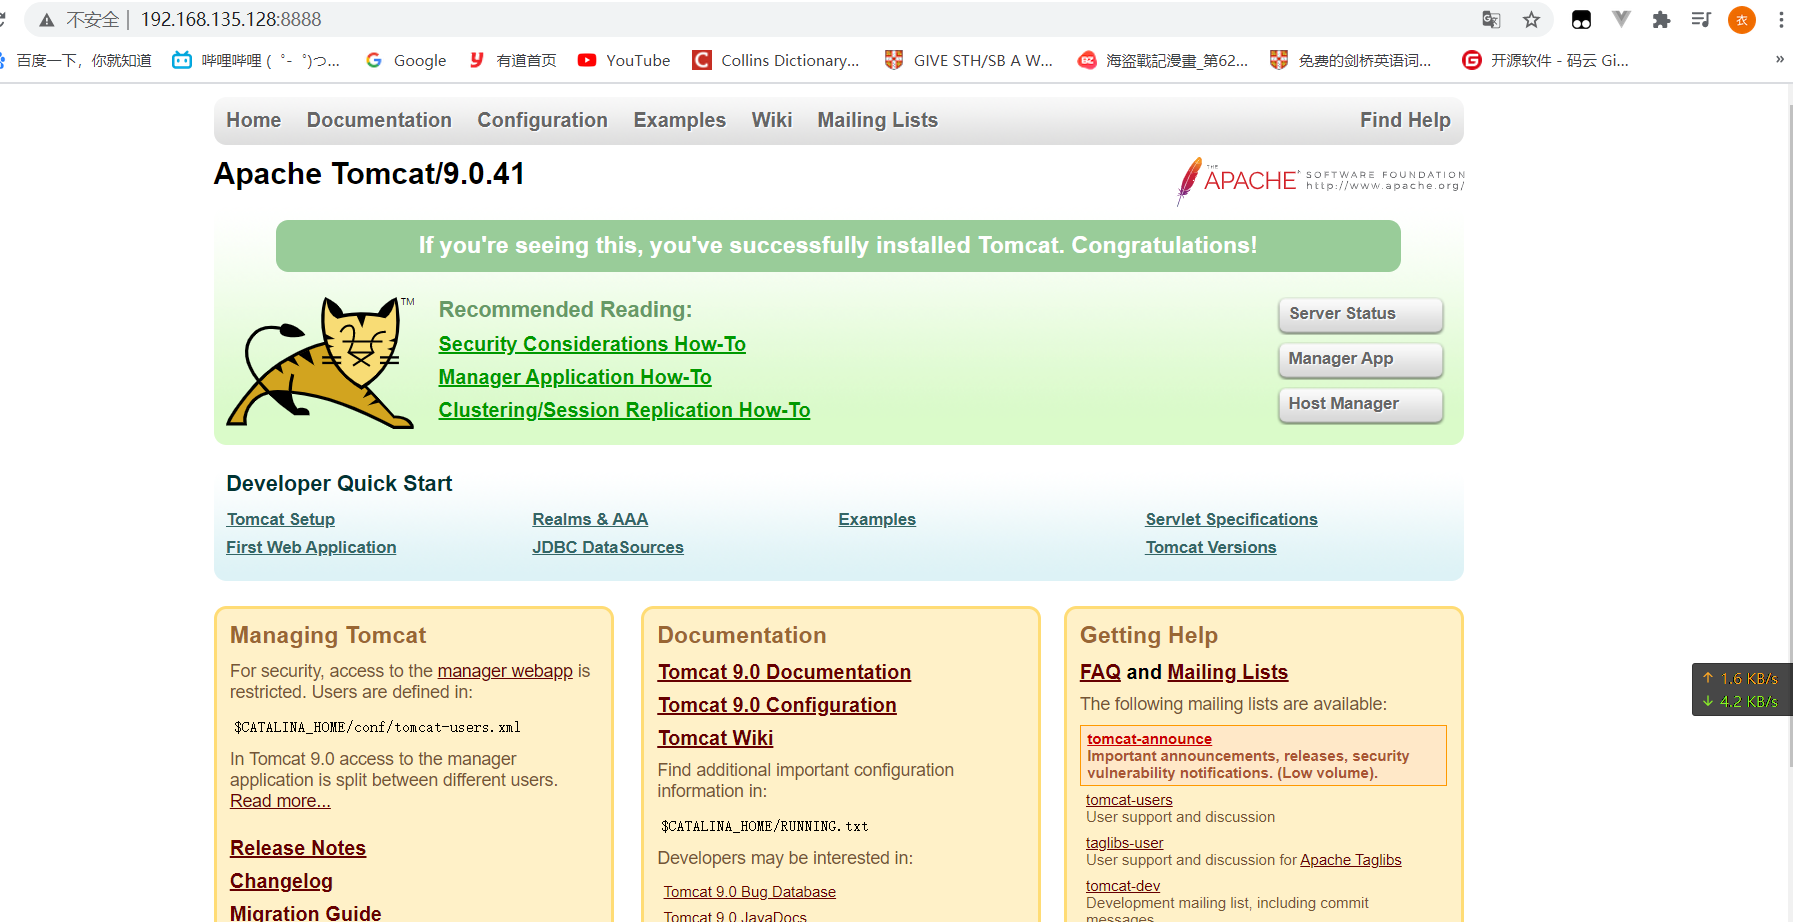 不安全 | 192.168.135.128:8888
百度一下，你就知道 哔哩哔哩 ( ゜- ゜)つ... Google 有道首页 YouTube Collins Dictionary... GIVE STH/SB A W... 海盜戰記漫畫_第62... 免费的剑桥英语词... 开源软件 - 码云 Gi... »
Home Documentation Configuration Examples Wiki Mailing Lists Find Help
Apache Tomcat/9.0.41
THE APACHE SOFTWARE FOUNDATION
http://www.apache.org/
If you're seeing this, you've successfully installed Tomcat. Congratulations!
TM
Recommended Reading:
Security Considerations How-To
Manager Application How-To
Clustering/Session Replication How-To
Server Status
Manager App
Host Manager
Developer Quick Start
Tomcat Setup
First Web Application
Realms & AAA
JDBC DataSources
Examples
Servlet Specifications
Tomcat Versions
Managing Tomcat
For security, access to the manager webapp is
restricted. Users are defined in:
$CATALINA_HOME/conf/tomcat-users.xml
In Tomcat 9.0 access to the manager
application is split between different users.
Read more...
Release Notes
Changelog
Migration Guide
Documentation
Tomcat 9.0 Documentation
Tomcat 9.0 Configuration
Tomcat Wiki
Find additional important configuration
information in:
$CATALINA_HOME/RUNNING.txt
Developers may be interested in:
Tomcat 9.0 Bug Database
Tomcat 9.0 JavaDocs
Getting Help
FAQ and Mailing Lists
The following mailing lists are available:
tomcat-announce
Important announcements, releases, security
vulnerability notifications. (Low volume).
tomcat-users
User support and discussion
taglibs-user
User support and discussion for Apache Taglibs
tomcat-dev
Development mailing list, including commit
messages
↑ 1.6 KB/s
↓ 4.2 KB/s
衣